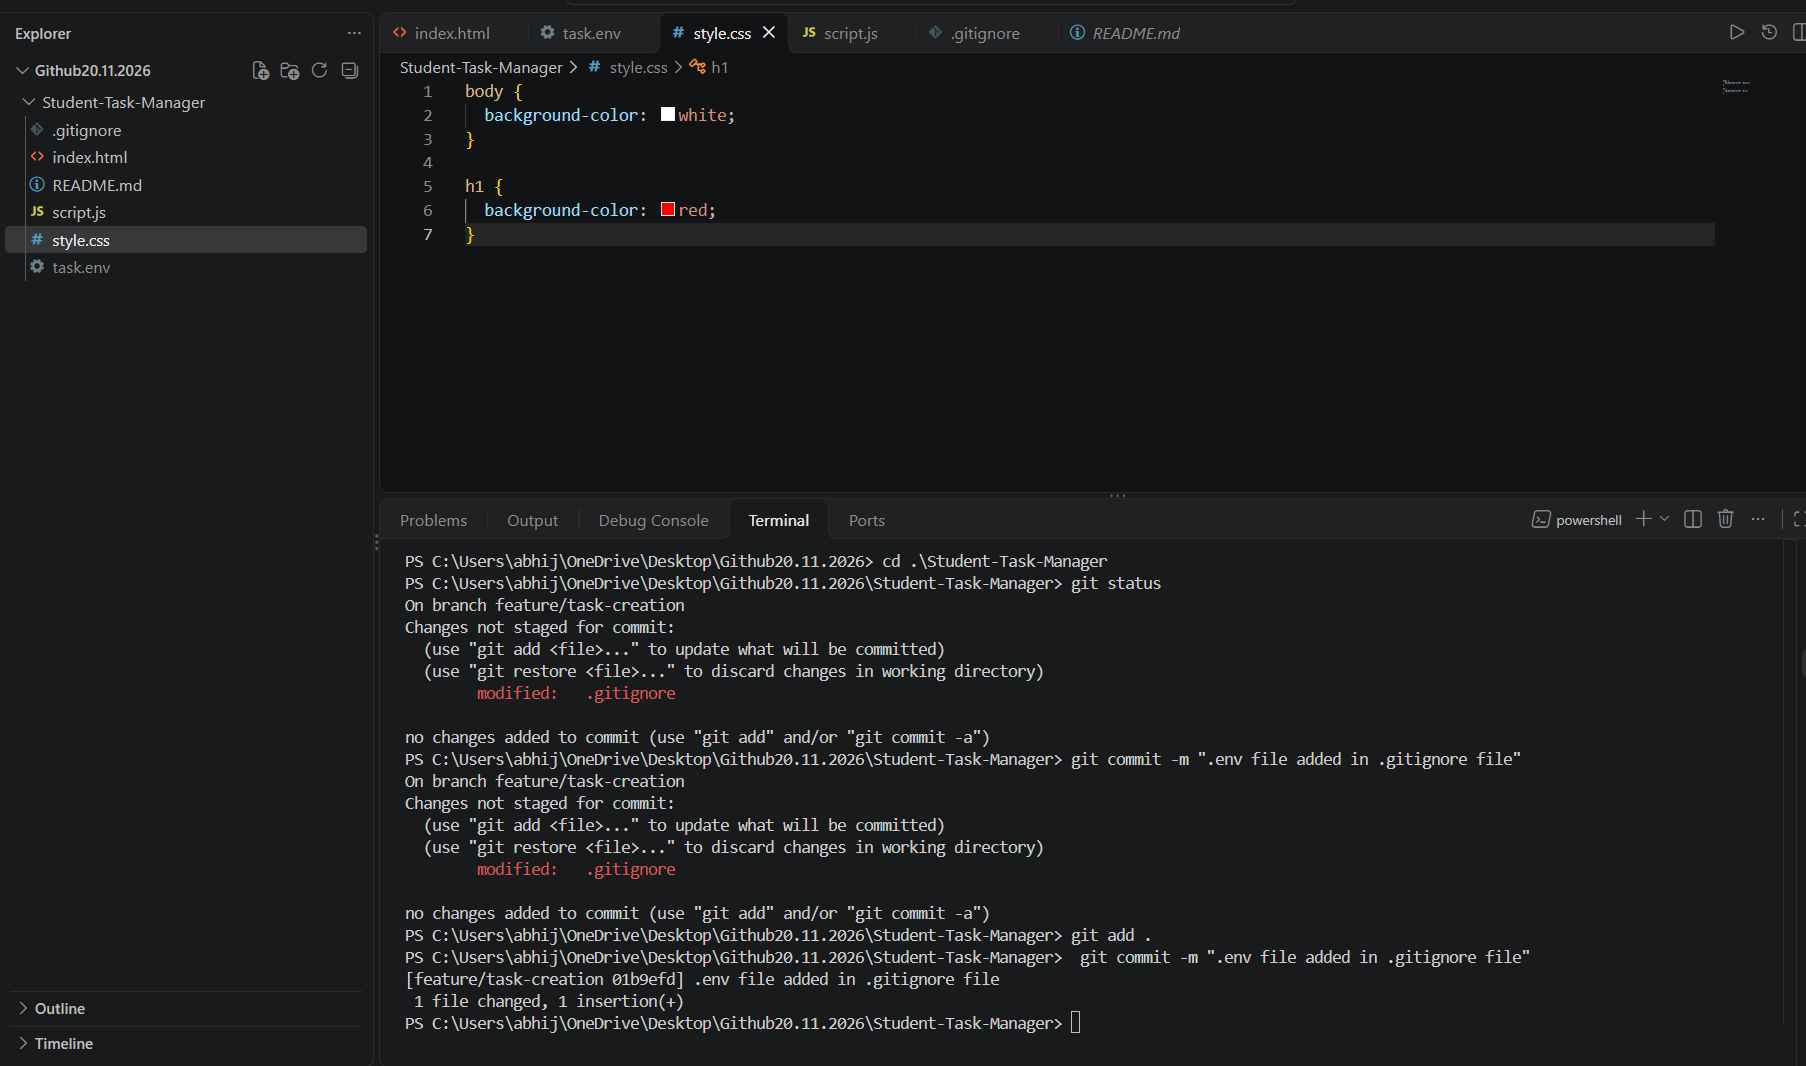 Explorer
Github20.11.2026
Student-Task-Manager
.gitignore
index.html
README.md
JS script.js
# style.css
task.env
Outline
Timeline
index.html
task.env
# style.css
JS script.js
.gitignore
README.md
Student-Task-Manager > # style.css > h1
1 body {
2 background-color: white;
3 }
4
5 h1 {
6 background-color: red;
7 }
Problems Output Debug Console Terminal Ports
powershell
PS C:\Users\abhij\OneDrive\Desktop\Github20.11.2026> cd .\Student-Task-Manager
PS C:\Users\abhij\OneDrive\Desktop\Github20.11.2026\Student-Task-Manager> git status
On branch feature/task-creation
Changes not staged for commit:
(use "git add <file>..." to update what will be committed)
(use "git restore <file>..." to discard changes in working directory)
modified: .gitignore
no changes added to commit (use "git add" and/or "git commit -a")
PS C:\Users\abhij\OneDrive\Desktop\Github20.11.2026\Student-Task-Manager> git commit -m ".env file added in .gitignore file"
On branch feature/task-creation
Changes not staged for commit:
(use "git add <file>..." to update what will be committed)
(use "git restore <file>..." to discard changes in working directory)
modified: .gitignore
no changes added to commit (use "git add" and/or "git commit -a")
PS C:\Users\abhij\OneDrive\Desktop\Github20.11.2026\Student-Task-Manager> git add .
PS C:\Users\abhij\OneDrive\Desktop\Github20.11.2026\Student-Task-Manager> git commit -m ".env file added in .gitignore file"
[feature/task-creation 01b9efd] .env file added in .gitignore file
1 file changed, 1 insertion(+)
PS C:\Users\abhij\OneDrive\Desktop\Github20.11.2026\Student-Task-Manager>